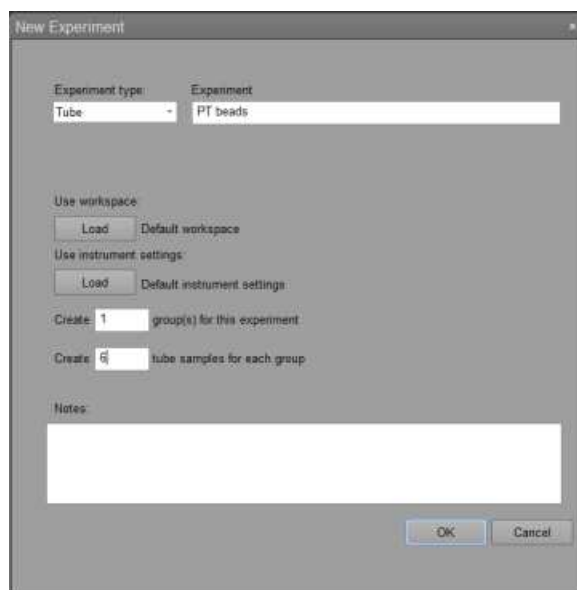 New Experiment
Experiment type: Experiment
Tube PT beads
Use workspace:
Load Default workspace
Use instrument settings:
Load Default instrument settings
Create 1 group(s) for this experiment
Create 6 tube samples for each group
Notes:
OK Cancel